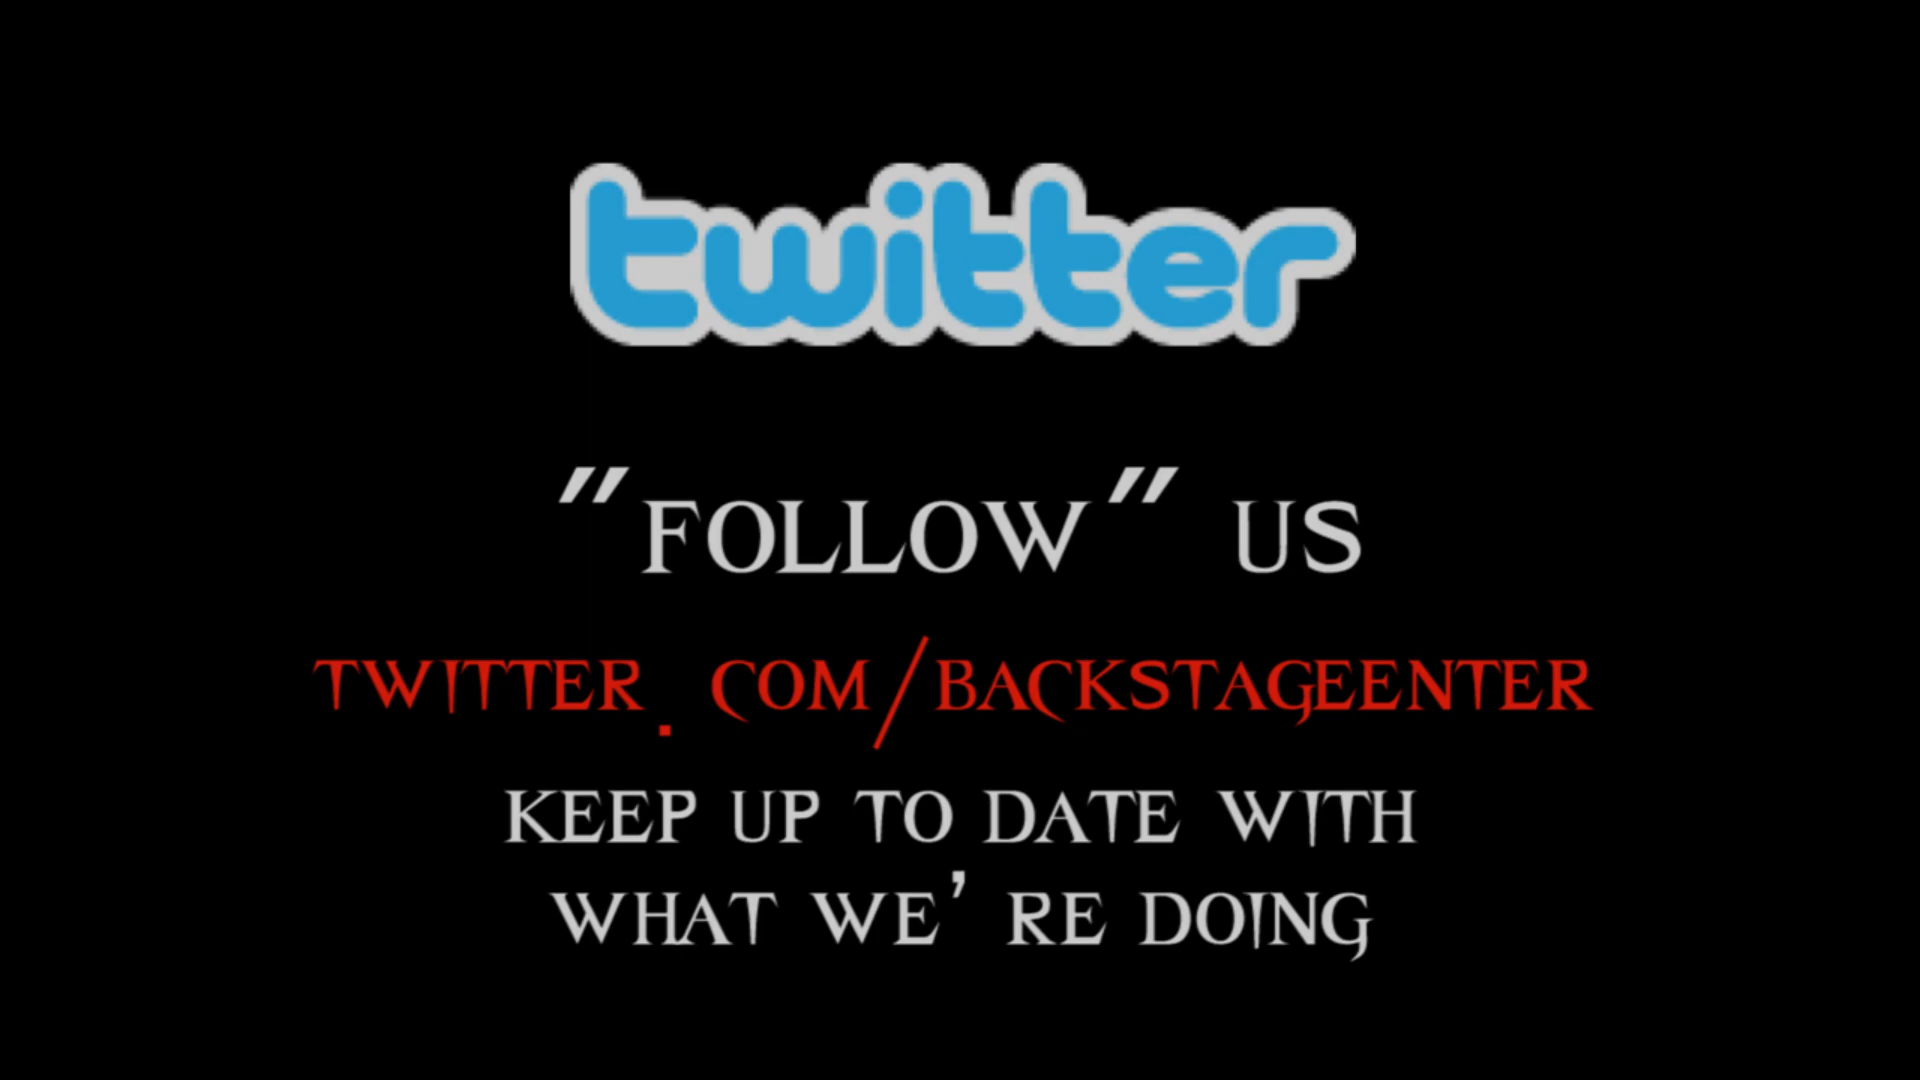 twitter
"FOLLOW" US
TWITTER. COM/BACKSTAGEENTER
KEEP UP TO DATE WITH
WHAT WE' RE DOING